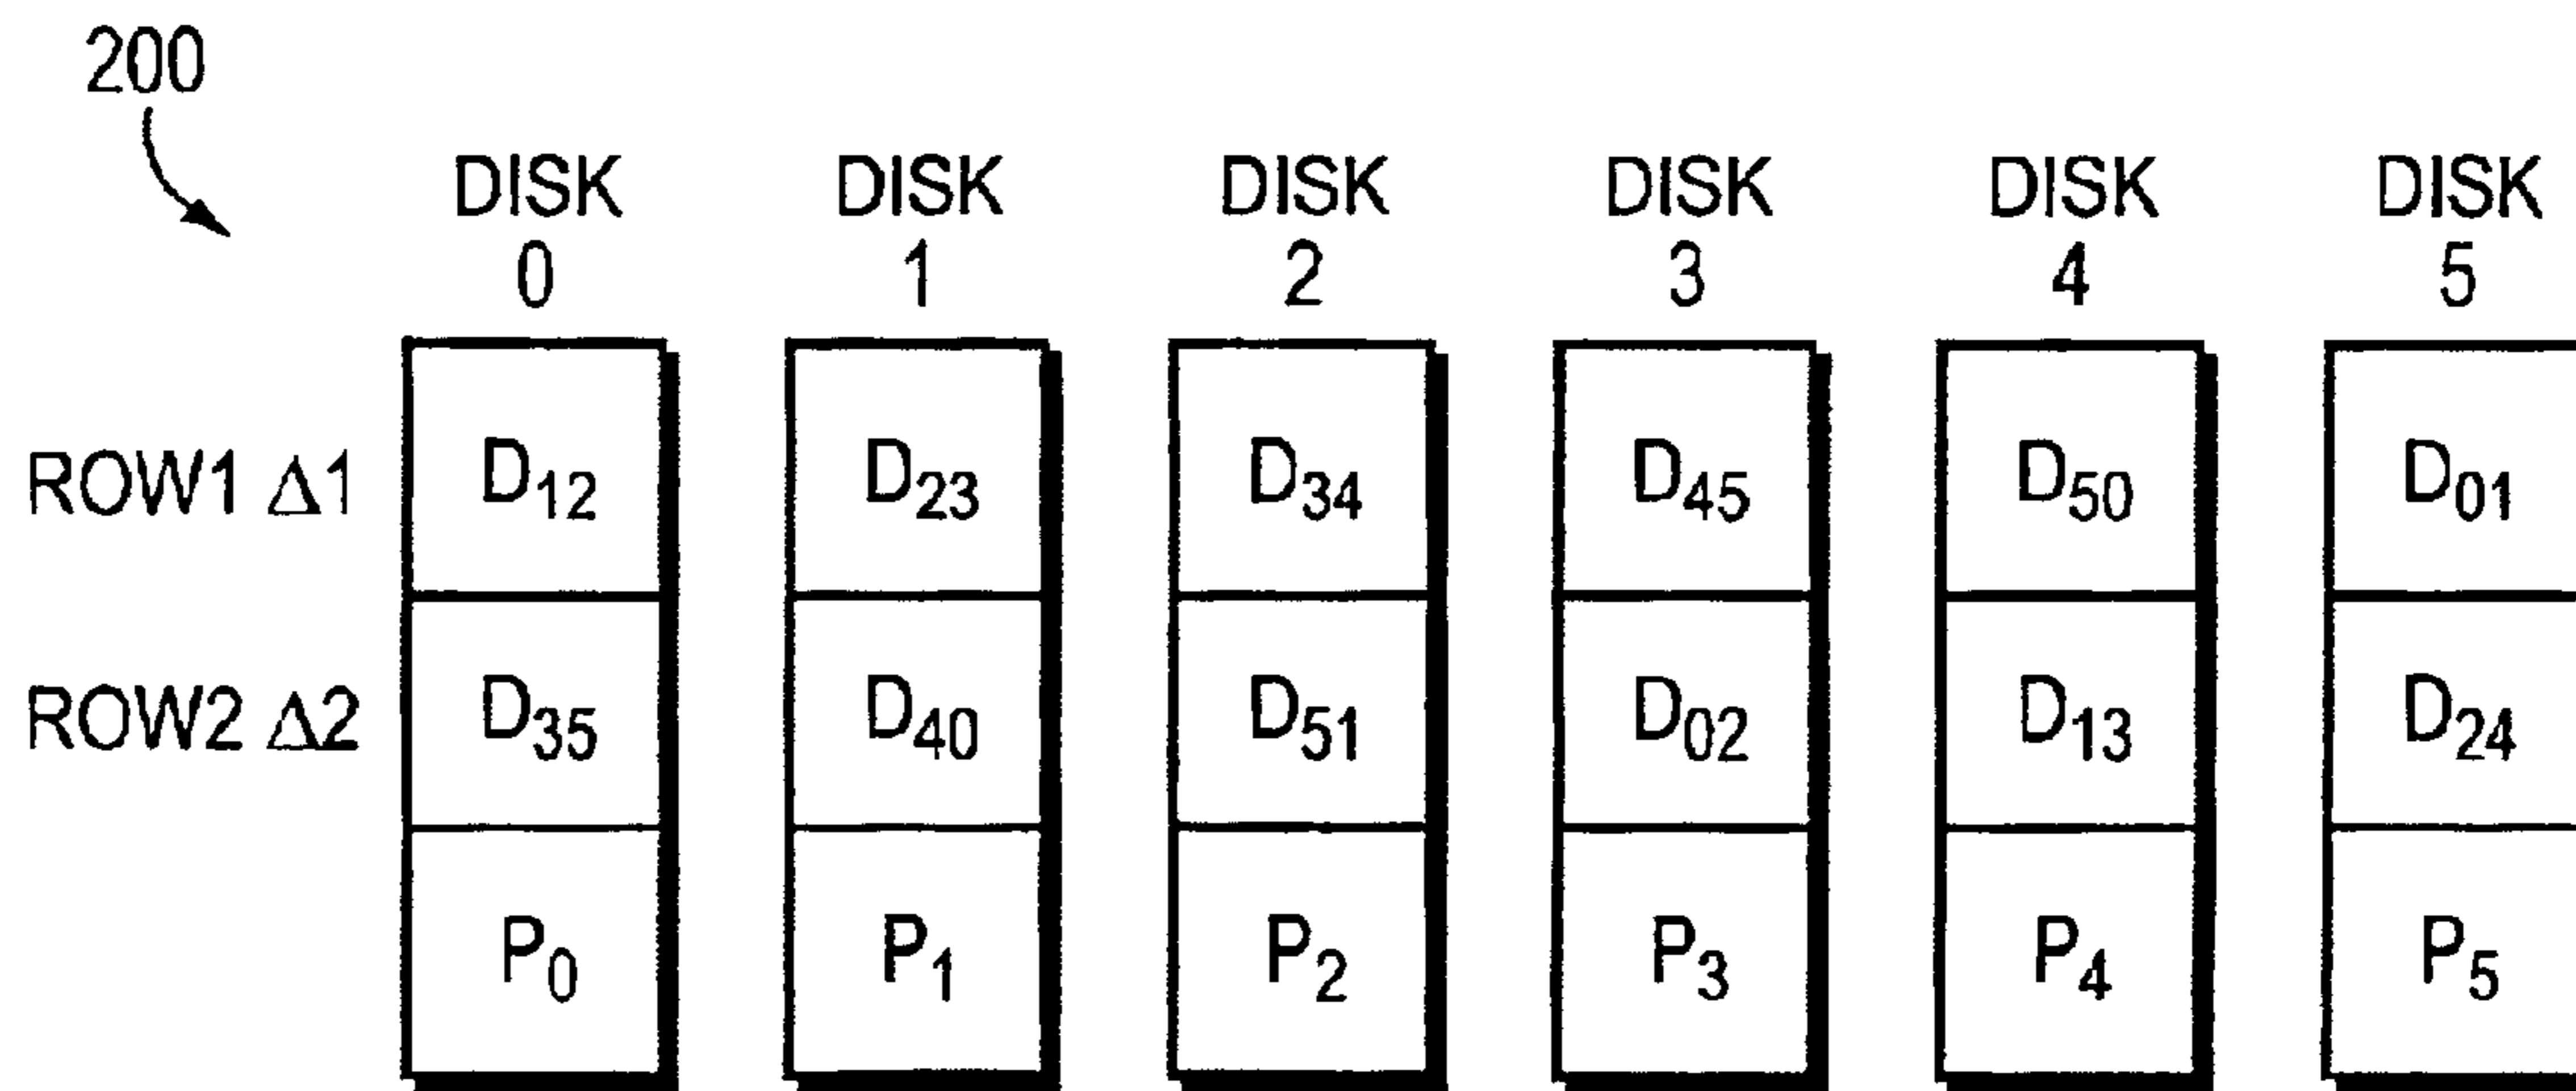 200
DISK DISK DISK DISK DISK DISK
0 1 2 3 4 5
ROW1 Δ1 D12 D23 D34 D45 D50 D01
ROW2 Δ2 D35 D40 D51 D02 D13 D24
P0 P1 P2 P3 P4 P5